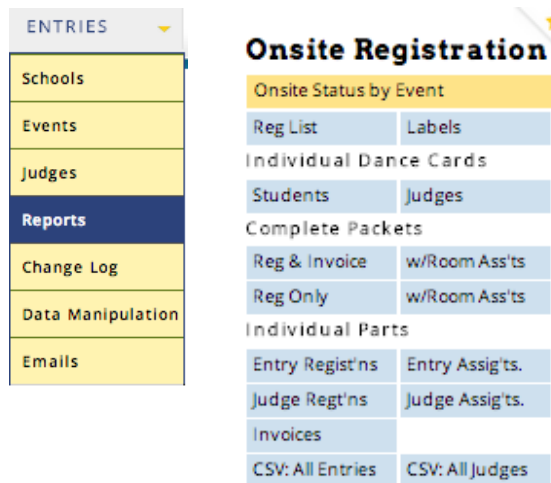 ENTRIES
Schools
Events
Judges
Reports
Change Log
Data Manipulation
Emails
Onsite Registration
Onsite Status by Event
Reg List Labels
Individual Dance Cards
Students Judges
Complete Packets
Reg & Invoice w/Room Ass'ts
Reg Only w/Room Ass'ts
Individual Parts
Entry Regist'ns Entry Assig'ts.
Judge Regt'ns Judge Assig'ts.
Invoices
CSV: All Entries CSV: All Judges